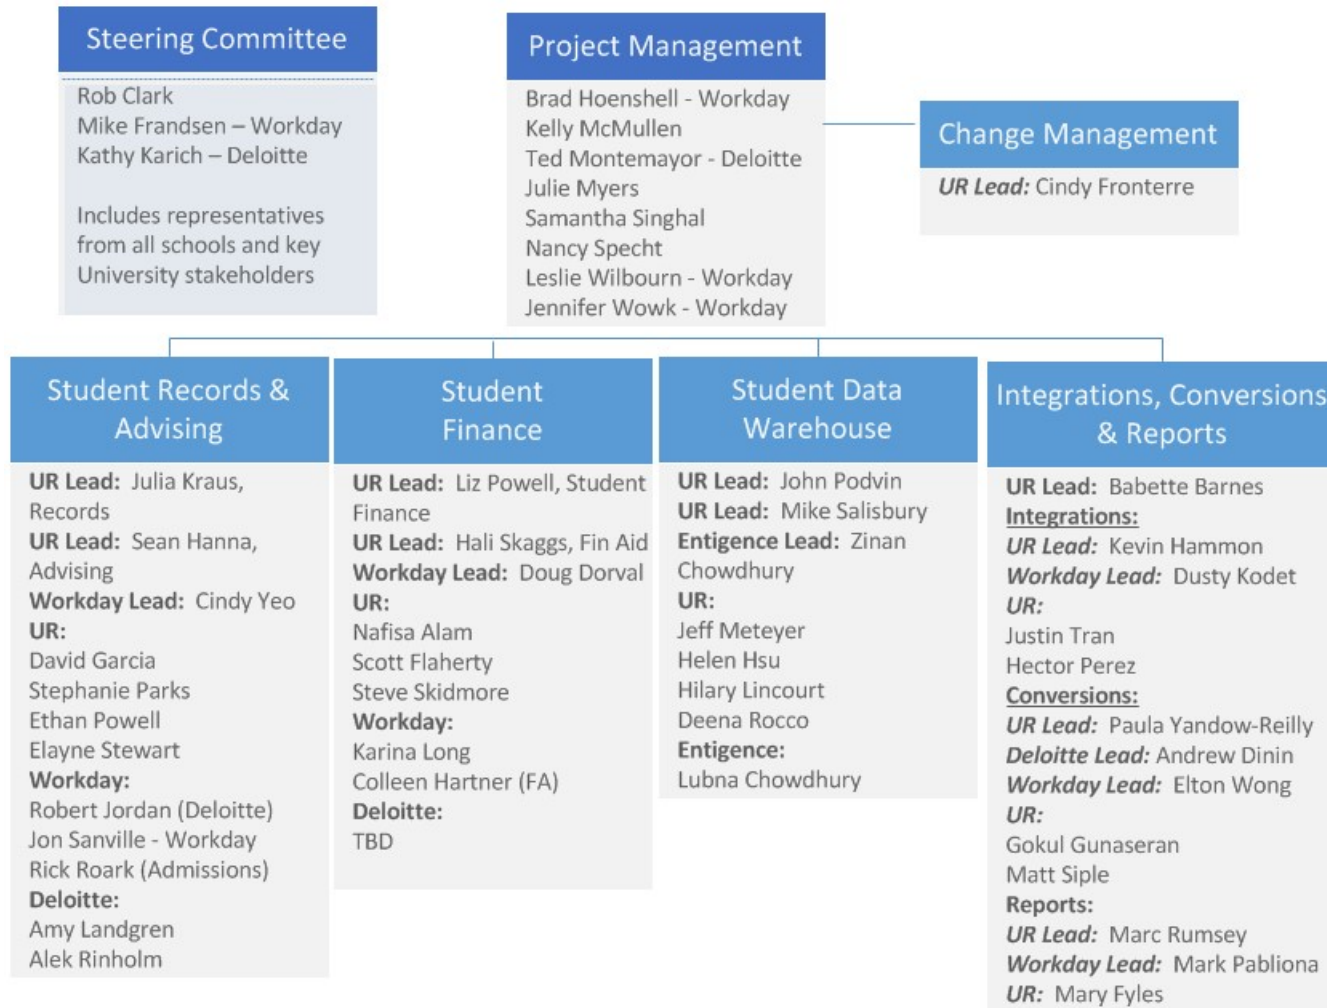 Steering Committee
Rob Clark
Mike Frandsen – Workday
Kathy Karich – Deloitte
Includes representatives
from all schools and key
University stakeholders
Project Management
Brad Hoenshell - Workday
Kelly McMullen
Ted Montemayor - Deloitte
Julie Myers
Samantha Singhal
Nancy Specht
Leslie Wilbourn - Workday
Jennifer Wowk - Workday
Change Management
UR Lead: Cindy Fronterre
Student Records &
Advising
UR Lead: Julia Kraus,
Records
UR Lead: Sean Hanna,
Advising
Workday Lead: Cindy Yeo
UR:
David Garcia
Stephanie Parks
Ethan Powell
Elayne Stewart
Workday:
Robert Jordan (Deloitte)
Jon Sanville - Workday
Rick Roark (Admissions)
Deloitte:
Amy Landgren
Alek Rinholm
Student
Finance
UR Lead: Liz Powell, Student
Finance
UR Lead: Hali Skaggs, Fin Aid
Workday Lead: Doug Dorval
UR:
Nafisa Alam
Scott Flaherty
Steve Skidmore
Workday:
Karina Long
Colleen Hartner (FA)
Deloitte:
TBD
Student Data
Warehouse
UR Lead: John Podvin
UR Lead: Mike Salisbury
Entigence Lead: Zinan
Chowdhury
UR:
Jeff Meteyer
Helen Hsu
Hilary Lincourt
Deena Rocco
Entigence:
Lubna Chowdhury
Integrations, Conversions
& Reports
UR Lead: Babette Barnes
Integrations:
UR Lead: Kevin Hammon
Workday Lead: Dusty Kodet
UR:
Justin Tran
Hector Perez
Conversions:
UR Lead: Paula Yandow-Reilly
Deloitte Lead: Andrew Dinin
Workday Lead: Elton Wong
UR:
Gokul Gunaseran
Matt Siple
Reports:
UR Lead: Marc Rumsey
Workday Lead: Mark Pabliona
UR: Mary Fyles